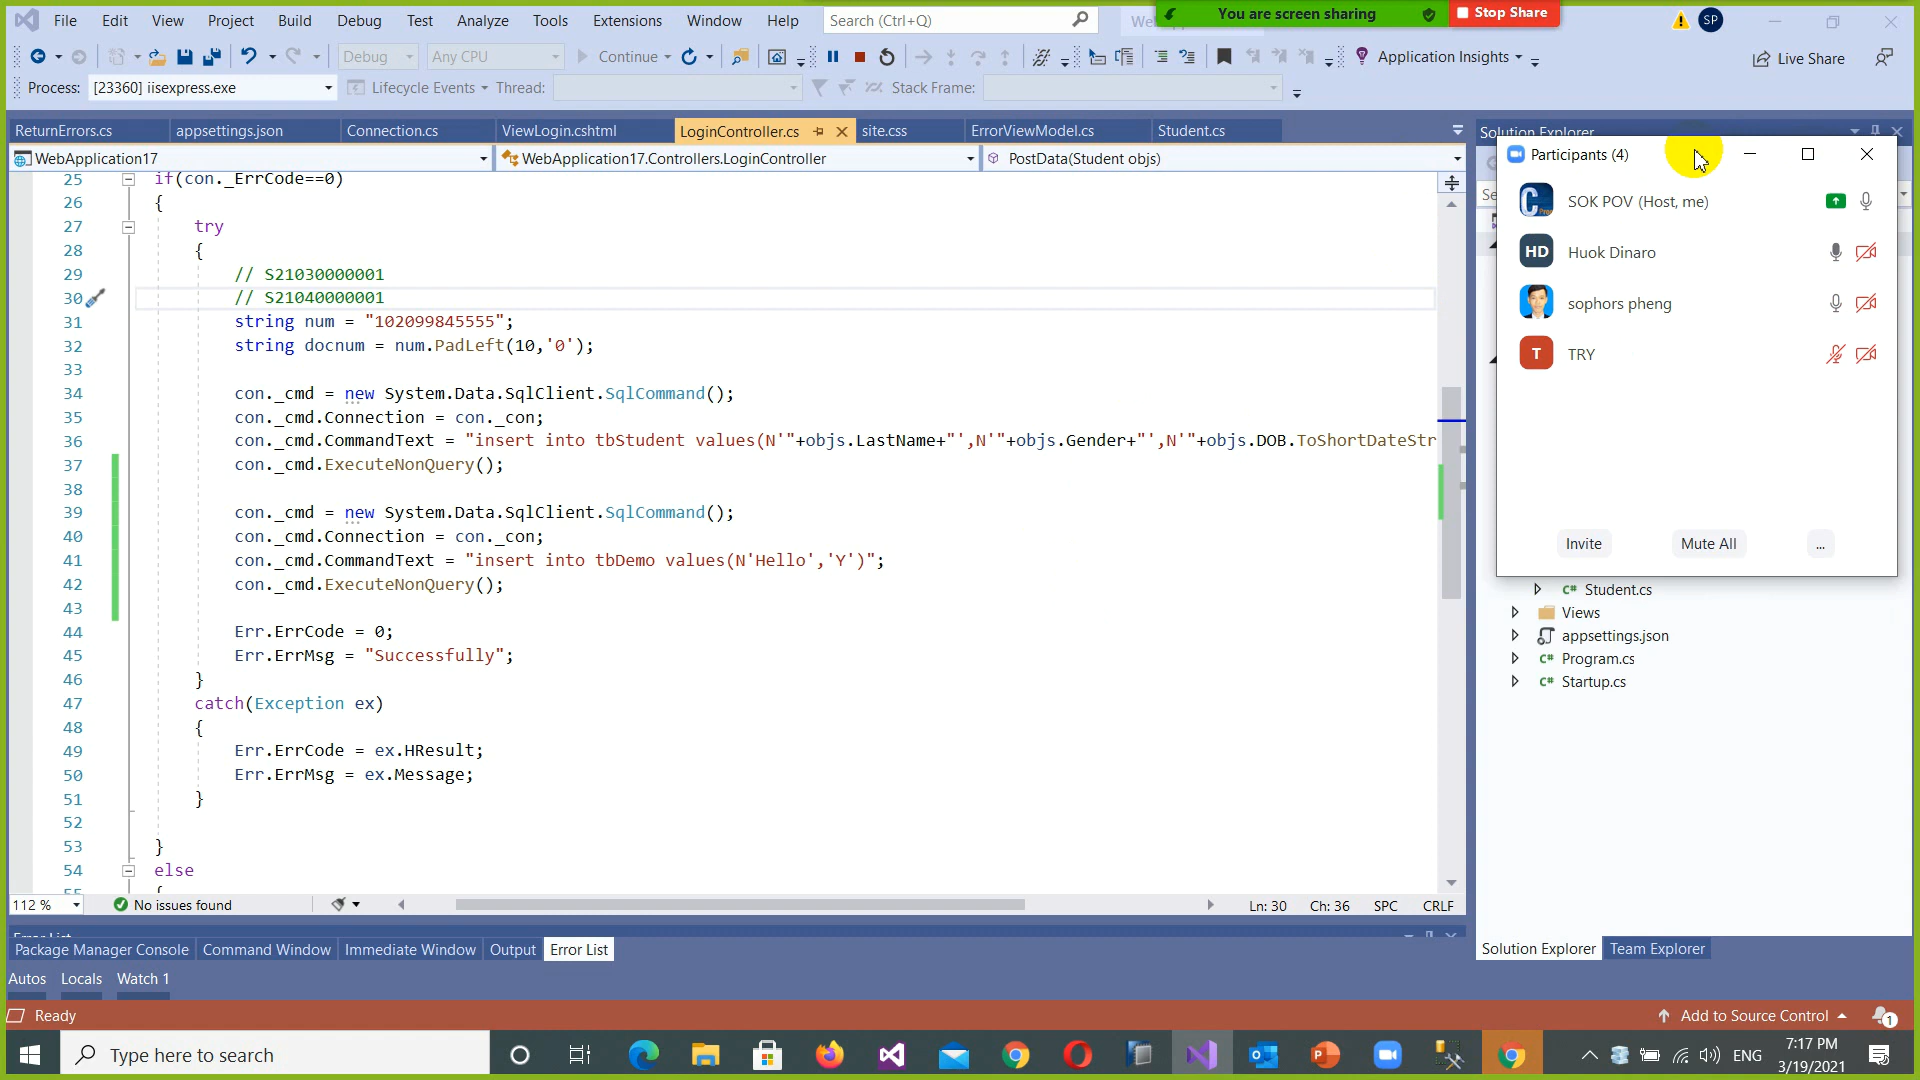 File Edit View Project Build Debug Test Analyze Tools Extensions Window Help Search (Ctrl+Q) You are screen sharing Stop Share SP
Debug Any CPU Continue Application Insights Live Share
Process: [23360] iisexpress.exe Lifecycle Events Thread: Stack Frame:
ReturnErrors.cs appsettings.json Connection.cs ViewLogin.cshtml LoginController.cs site.css ErrorViewModel.cs Student.cs
WebApplication17 WebApplication17.Controllers.LoginController PostData(Student objs)
25 if(con._ErrCode==0)
26 {
27 try
28 {
29 // S21030000001
30 // S21040000001
31 string num = "102099845555";
32 string docnum = num.PadLeft(10,'0');
33
34 con._cmd = new System.Data.SqlClient.SqlCommand();
35 con._cmd.Connection = con._con;
36 con._cmd.CommandText = "insert into tbStudent values(N'"+objs.LastName+"',N'"+objs.Gender+"',N'"+objs.DOB.ToShortDateStr
37 con._cmd.ExecuteNonQuery();
38
39 con._cmd = new System.Data.SqlClient.SqlCommand();
40 con._cmd.Connection = con._con;
41 con._cmd.CommandText = "insert into tbDemo values(N'Hello','Y')";
42 con._cmd.ExecuteNonQuery();
43
44 Err.ErrCode = 0;
45 Err.ErrMsg = "Successfully";
46 }
47 catch(Exception ex)
48 {
49 Err.ErrCode = ex.HResult;
50 Err.ErrMsg = ex.Message;
51 }
52
53 }
54 else
55 {
112 % No issues found Ln: 30 Ch: 36 SPC CRLF
Solution Explorer
Participants (4)
SOK POV (Host, me)
HD Huok Dinaro
sophors pheng
T TRY
Invite Mute All ...
C# Student.cs
Views
appsettings.json
C# Program.cs
C# Startup.cs
Solution Explorer Team Explorer
Error List
Package Manager Console Command Window Immediate Window Output Error List
Autos Locals Watch 1
Ready Add to Source Control 1
Type here to search ENG 7:17 PM
3/19/2021